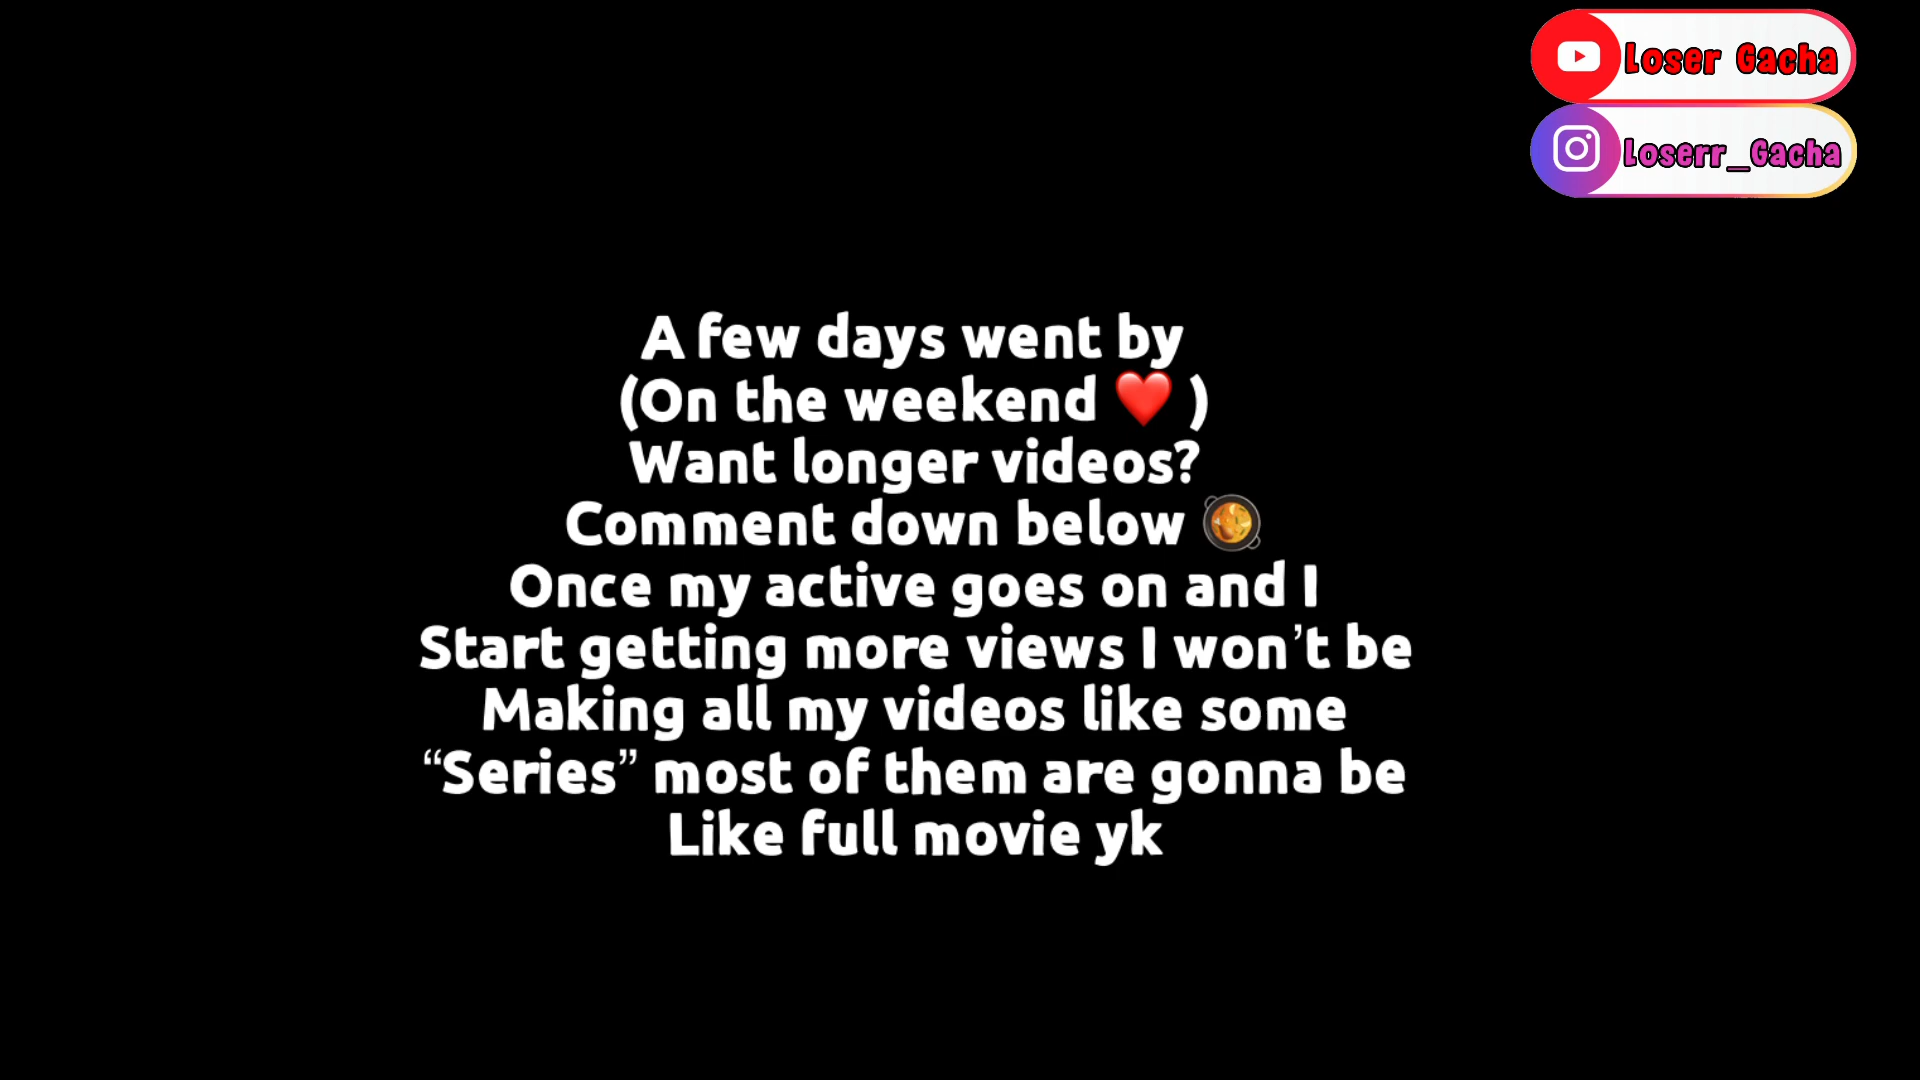 Loser Gacha
Loserr_Gacha
A few days went by
(On the weekend ❤️ )
Want longer videos?
Comment down below 🥘
Once my active goes on and I
Start getting more views I won’t be
Making all my videos like some
“Series” most of them are gonna be
Like full movie yk